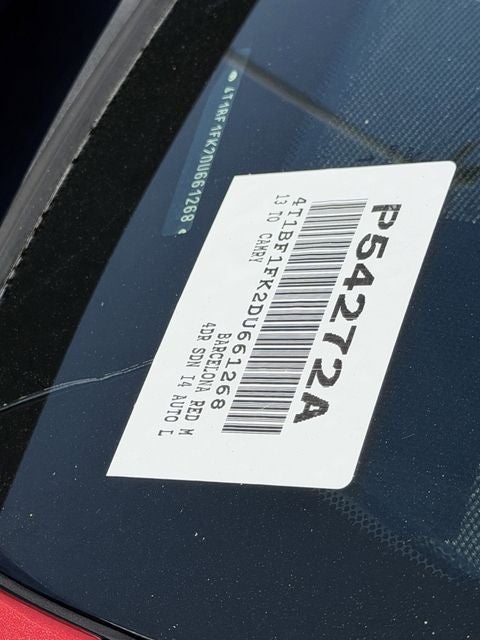 4T1BF1FK2DU661268
P54272A
4T1BF1FK2DU661268
13 TO CAMRY
BARCELONA RED M
4DR SDN I4 AUTO L